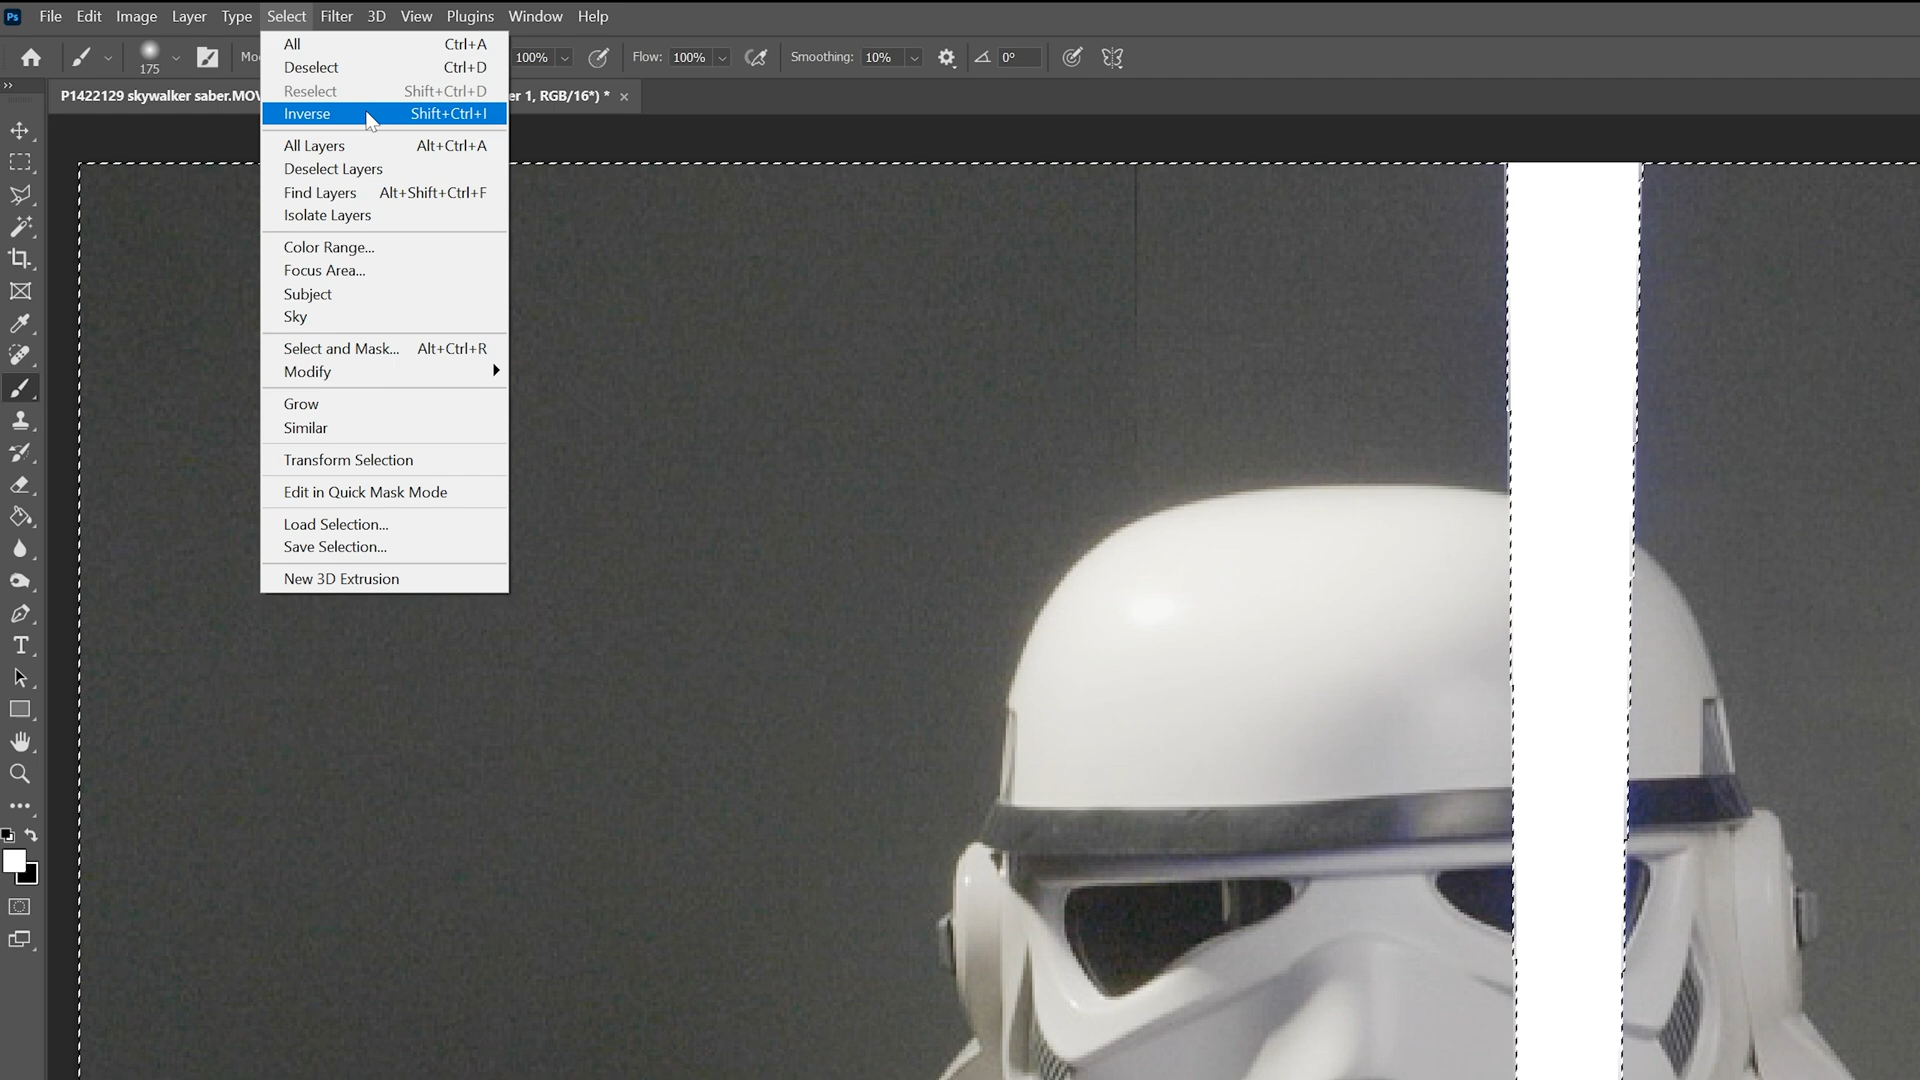 Ps File Edit Image Layer Type Select Filter 3D View Plugins Window Help
175 100% Flow: 100% Smoothing: 10% 0°
P1422129 skywalker saber.MOV er 1, RGB/16*) * ×
All Ctrl+A
Deselect Ctrl+D
Reselect Shift+Ctrl+D
Inverse Shift+Ctrl+I
All Layers Alt+Ctrl+A
Deselect Layers
Find Layers Alt+Shift+Ctrl+F
Isolate Layers
Color Range...
Focus Area...
Subject
Sky
Select and Mask... Alt+Ctrl+R
Modify
Grow
Similar
Transform Selection
Edit in Quick Mask Mode
Load Selection...
Save Selection...
New 3D Extrusion